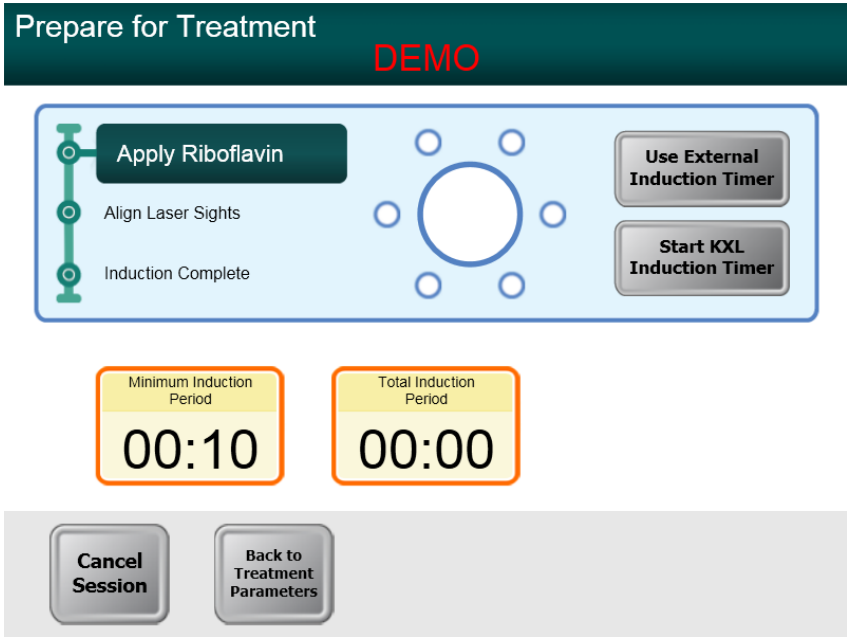 Prepare for Treatment
DEMO
Apply Riboflavin
Align Laser Sights
Induction Complete
Use External
Induction Timer
Start KXL
Induction Timer
Minimum Induction
Period
00:10
Total Induction
Period
00:00
Cancel
Session
Back to
Treatment
Parameters